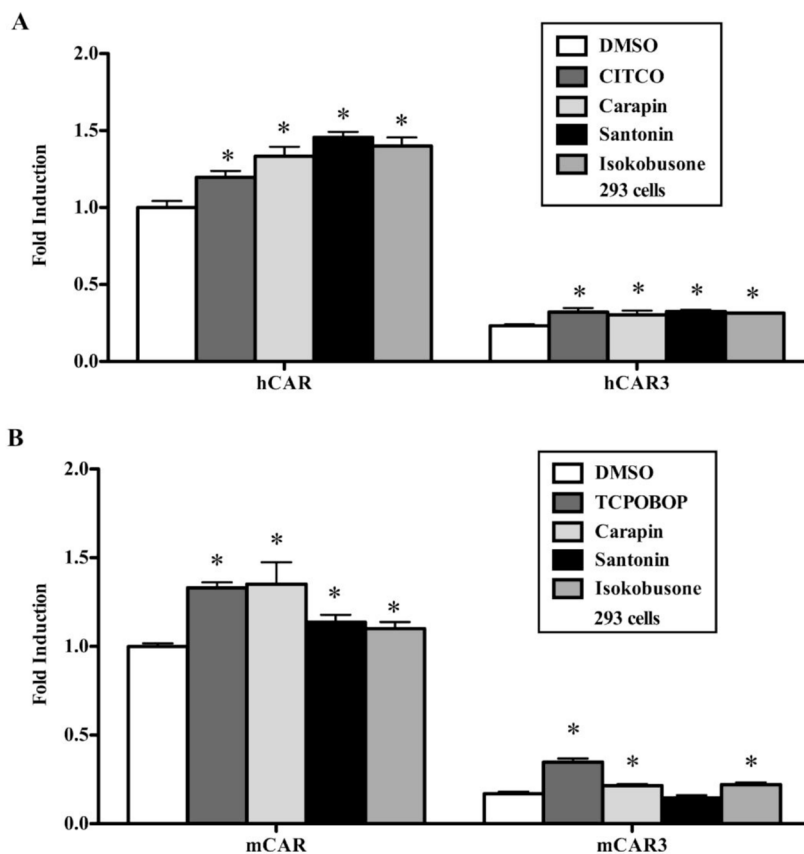 A
2.0
1.5
1.0
0.5
0.0
Fold Induction
* * * *
* * * *
hCAR hCAR3
DMSO
CITCO
Carapin
Santonin
Isokobusone
293 cells
B
2.0
1.5
1.0
0.5
0.0
Fold Induction
* * * *
* * *
mCAR mCAR3
DMSO
TCPOBOP
Carapin
Santonin
Isokobusone
293 cells